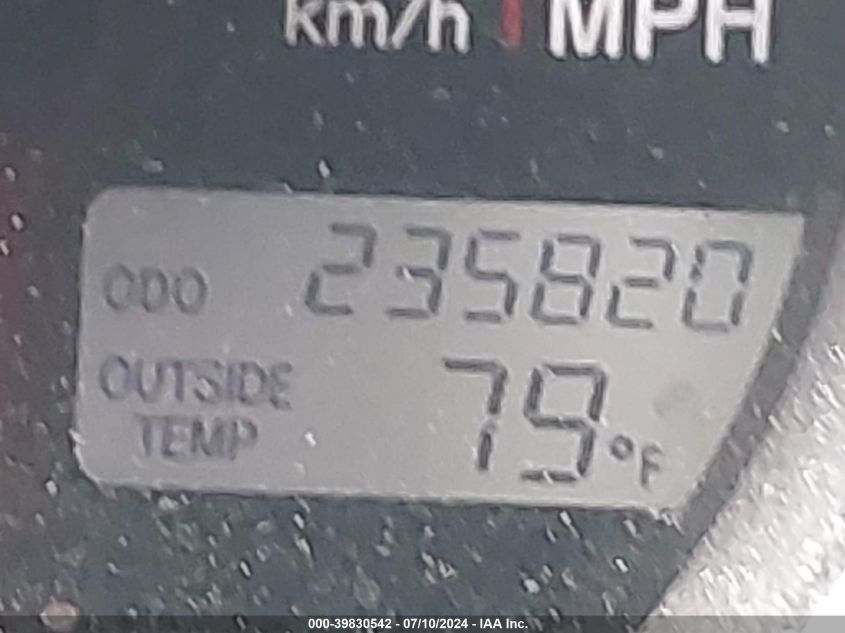 km/h MPH
ODO 235820
OUTSIDE 79 °F
TEMP
000-39830542 - 07/10/2024 - IAA Inc.